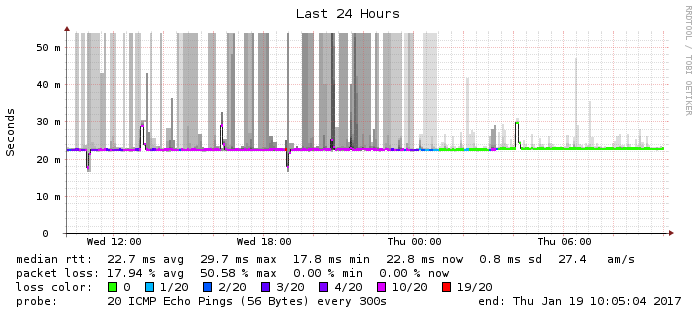 Last 24 Hours
RRDTOOL / TOBI OETIKER
Seconds
50 m
40 m
30 m
20 m
10 m
0
Wed 12:00 Wed 18:00 Thu 00:00 Thu 06:00
median rtt: 22.7 ms avg 29.7 ms max 17.8 ms min 22.8 ms now 0.8 ms sd 27.4 am/s
packet loss: 17.94 % avg 50.58 % max 0.00 % min 0.00 % now
loss color: 0 1/20 2/20 3/20 4/20 10/20 19/20
probe: 20 ICMP Echo Pings (56 Bytes) every 300s end: Thu Jan 19 10:05:04 2017